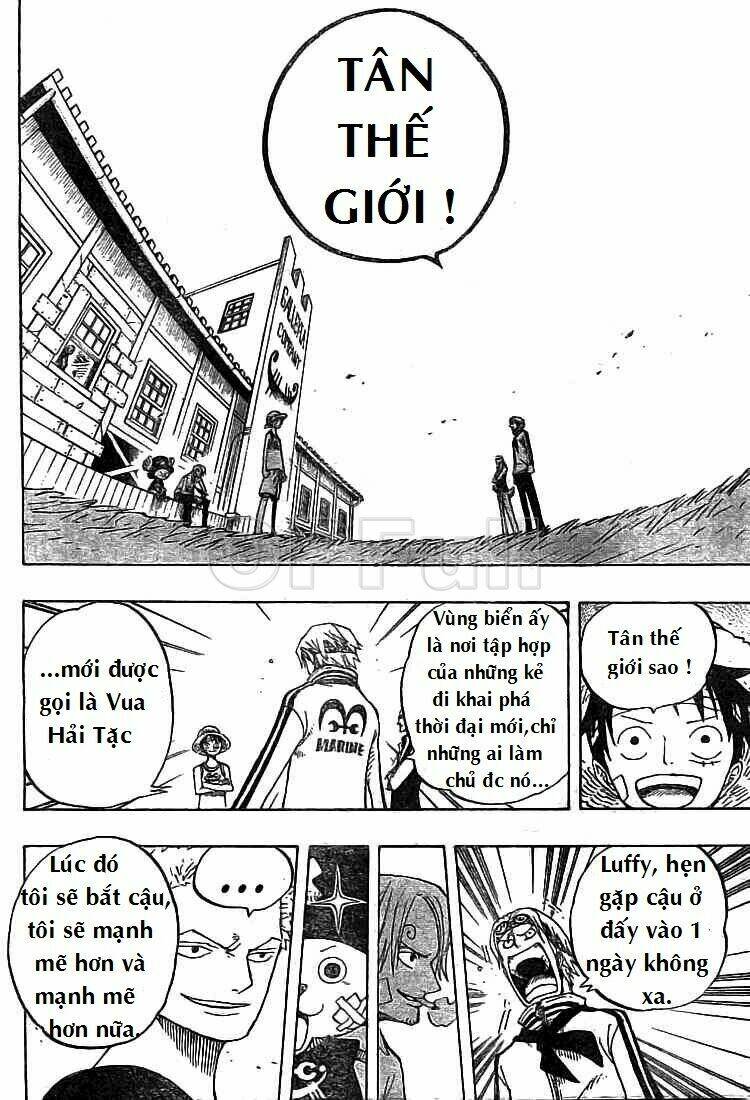 TÂN
THẾ
GIỚI !
GALLEILA
COMPANY
Tân thế
giới sao !
Vùng biển ấy
là nơi tập hợp
của những kẻ
đi khai phá
thời đại mới,chỉ
những ai làm
chủ đc nó...
MARINE
...mới được
gọi là Vua
Hải Tặc
Luffy, hẹn
gặp cậu ở
đấy vào 1
ngày không
xa.
...
Lúc đó
tôi sẽ bắt cậu,
tôi sẽ mạnh
mẽ hơn và
mạnh mẽ
hơn nữa.